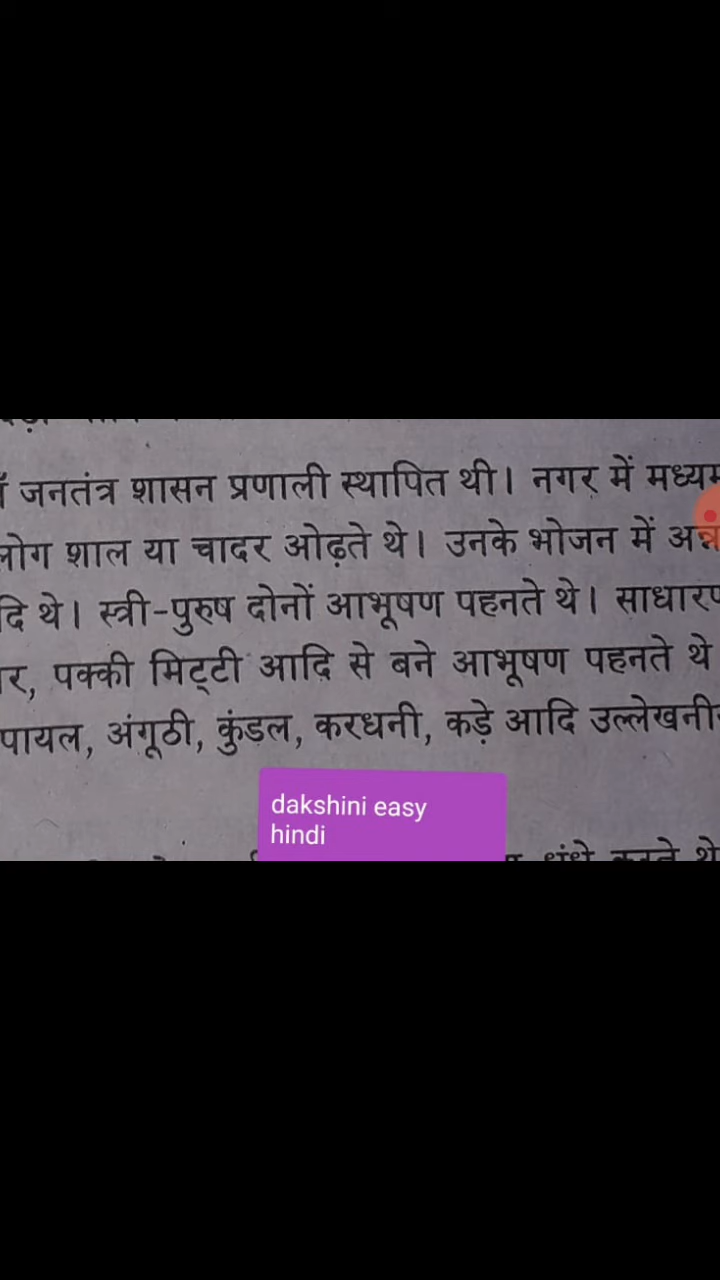 जनतंत्र शासन प्रणाली स्थापित थी। नगर में
लोग शाल या चादर ओढ़ते थे। उनके भोजन में
थे। स्त्री-पुरुष दोनों आभूषण पहनते थे।
पक्की मिट्टी आदि से बने आभूषण पहनते थे
पायल, अंगूठी, कुंडल, करधनी, कड़े आदि
dakshini easy
hindi
धंधे करते थे